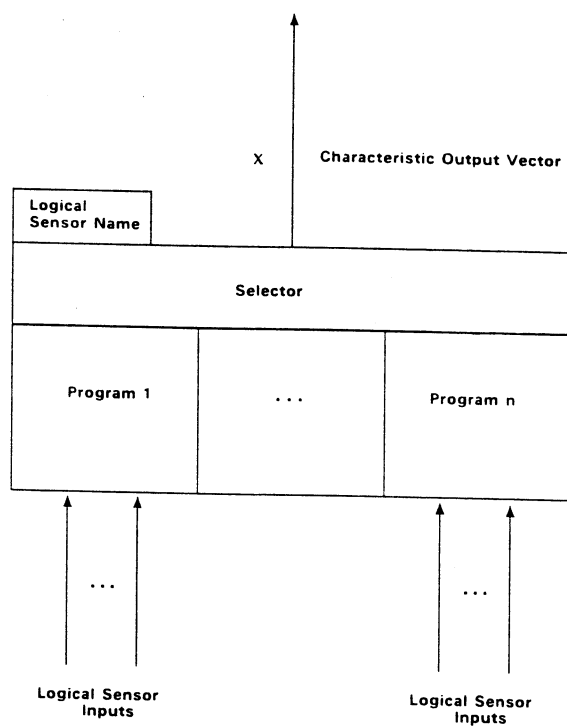 X
Characteristic Output Vector
Logical
Sensor Name
Selector
Program 1
...
Program n
...
...
Logical Sensor
Inputs
Logical Sensor
Inputs